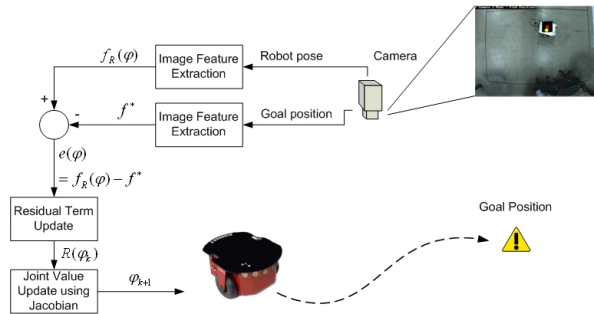 f_R(φ)
Image Feature
Extraction
Robot pose
Camera
+
-
f*
Image Feature
Extraction
Goal position
e(φ)
= f_R(φ) − f*
Residual Term
Update
R(φ_k)
Joint Value
Update using
Jacobian
φ_{k+1}
Goal Position